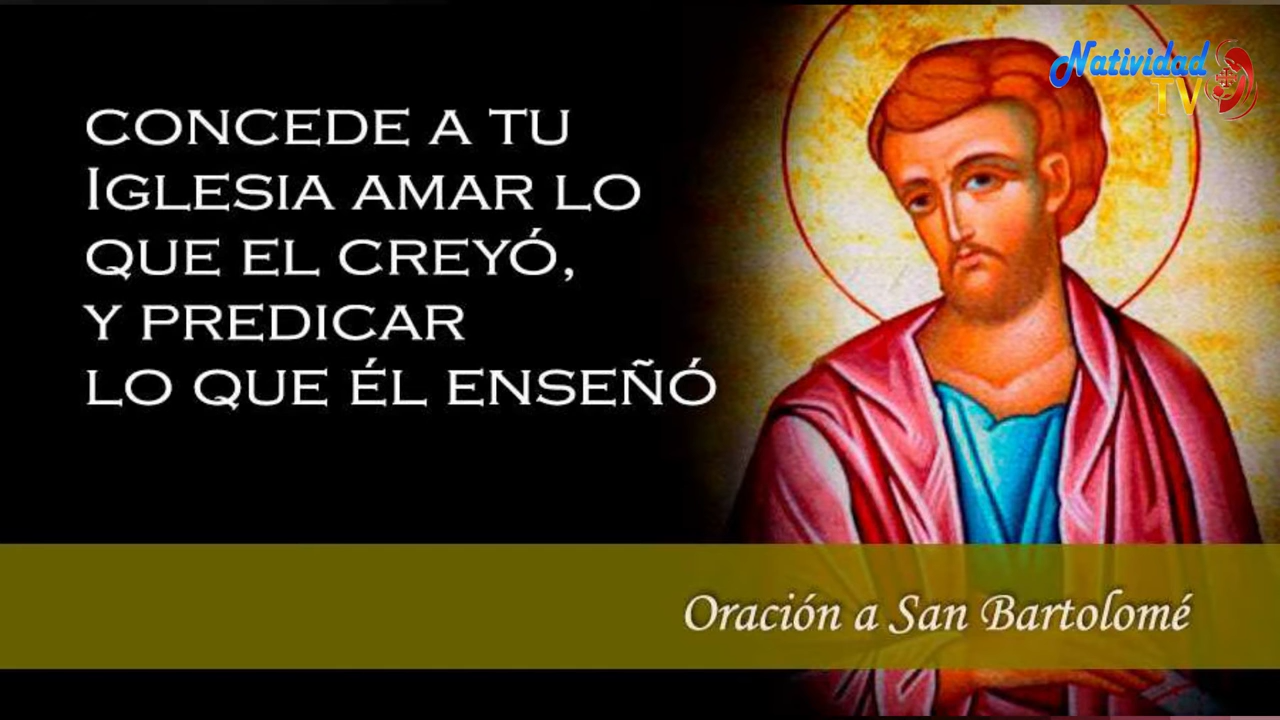 Natividad
TV
CONCEDE A TU
IGLESIA AMAR LO
QUE EL CREYÓ,
Y PREDICAR
LO QUE ÉL ENSEÑÓ
Oración a San Bartolomé